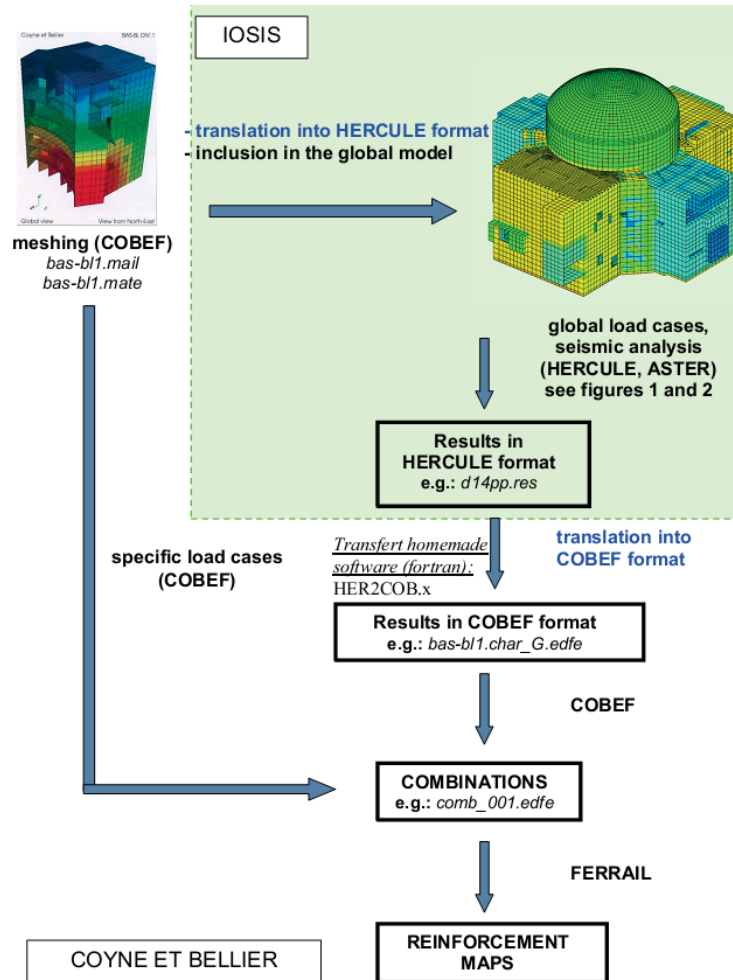 Coyne et Bellier
BAS-BL DIV.1
IOSIS
- translation into HERCULE format
- inclusion in the global model
Global view
View from North-East
meshing (COBEF)
bas-bl1.mail
bas-bl1.mate
global load cases,
seismic analysis
(HERCULE, ASTER)
see figures 1 and 2
Results in
HERCULE format
e.g.: d14pp.res
specific load cases
(COBEF)
Transfert homemade
software (fortran):
HER2COB.x
translation into
COBEF format
Results in COBEF format
e.g.: bas-bl1.char_G.edfe
COBEF
COMBINATIONS
e.g.: comb_001.edfe
FERRAIL
COYNE ET BELLIER
REINFORCEMENT
MAPS